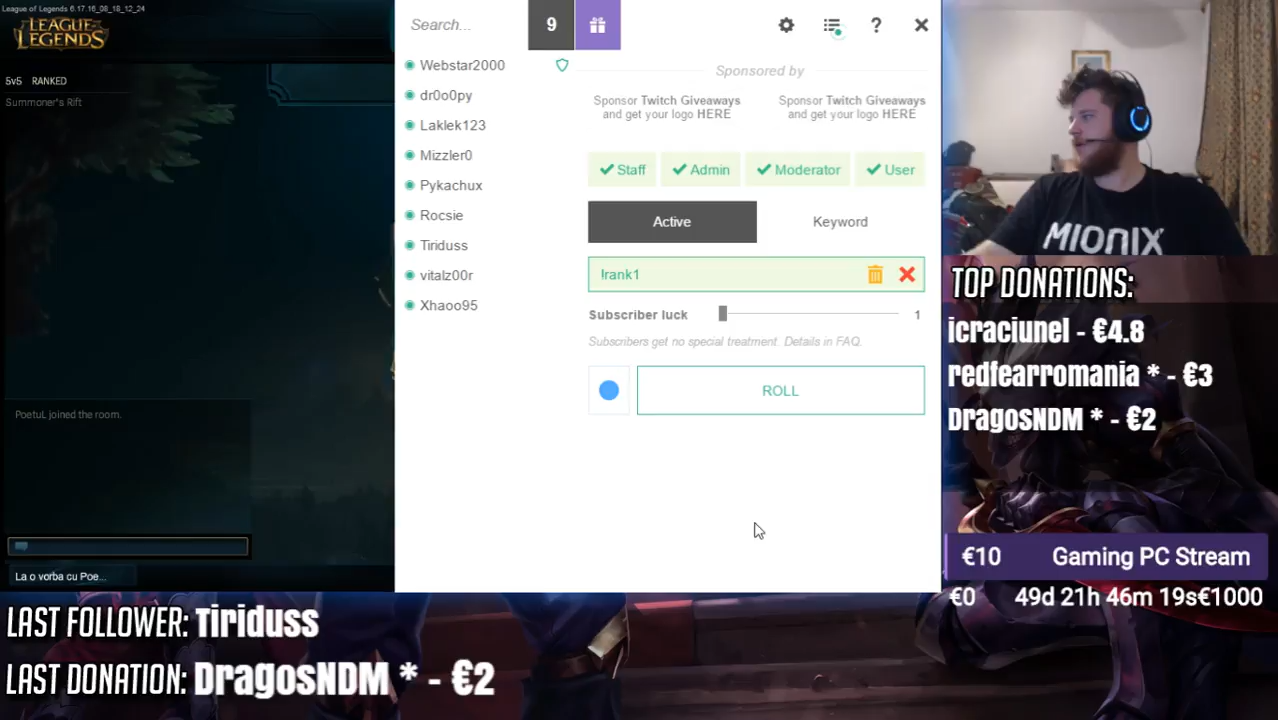 League of Legends 6.17.16_08_18_12_24
LEAGUE OF LEGENDS
5v5 RANKED
Summoner's Rift
PoetuL joined the room.
La o vorba cu Poe...
Search...
9
Webstar2000
dr0o0py
Laklek123
Mizzler0
Pykachux
Rocsie
Tiriduss
vitalz00r
Xhaoo95
Sponsored by
Sponsor Twitch Giveaways and get your logo HERE
Sponsor Twitch Giveaways and get your logo HERE
Staff Admin Moderator User
Active Keyword
!rank1
Subscriber luck 1
Subscribers get no special treatment. Details in FAQ.
ROLL
MIONIX
TOP DONATIONS:
icraciunel - €4.8
redfearromania * - €3
DragosNDM * - €2
€10 Gaming PC Stream
€0 49d 21h 46m 19s€1000
LAST FOLLOWER: Tiriduss
LAST DONATION: DragosNDM * - €2